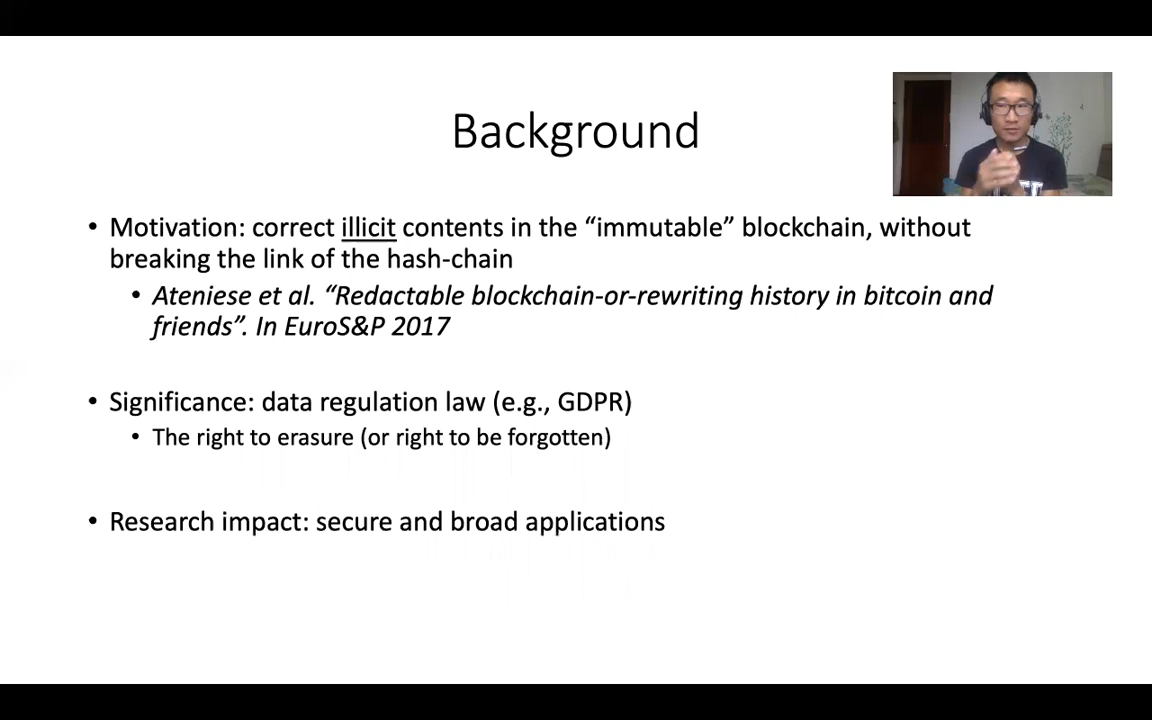 Background
• Motivation: correct illicit contents in the “immutable” blockchain, without
breaking the link of the hash-chain
• Ateniese et al. “Redactable blockchain-or-rewriting history in bitcoin and
friends”. In EuroS&P 2017
• Significance: data regulation law (e.g., GDPR)
• The right to erasure (or right to be forgotten)
• Research impact: secure and broad applications